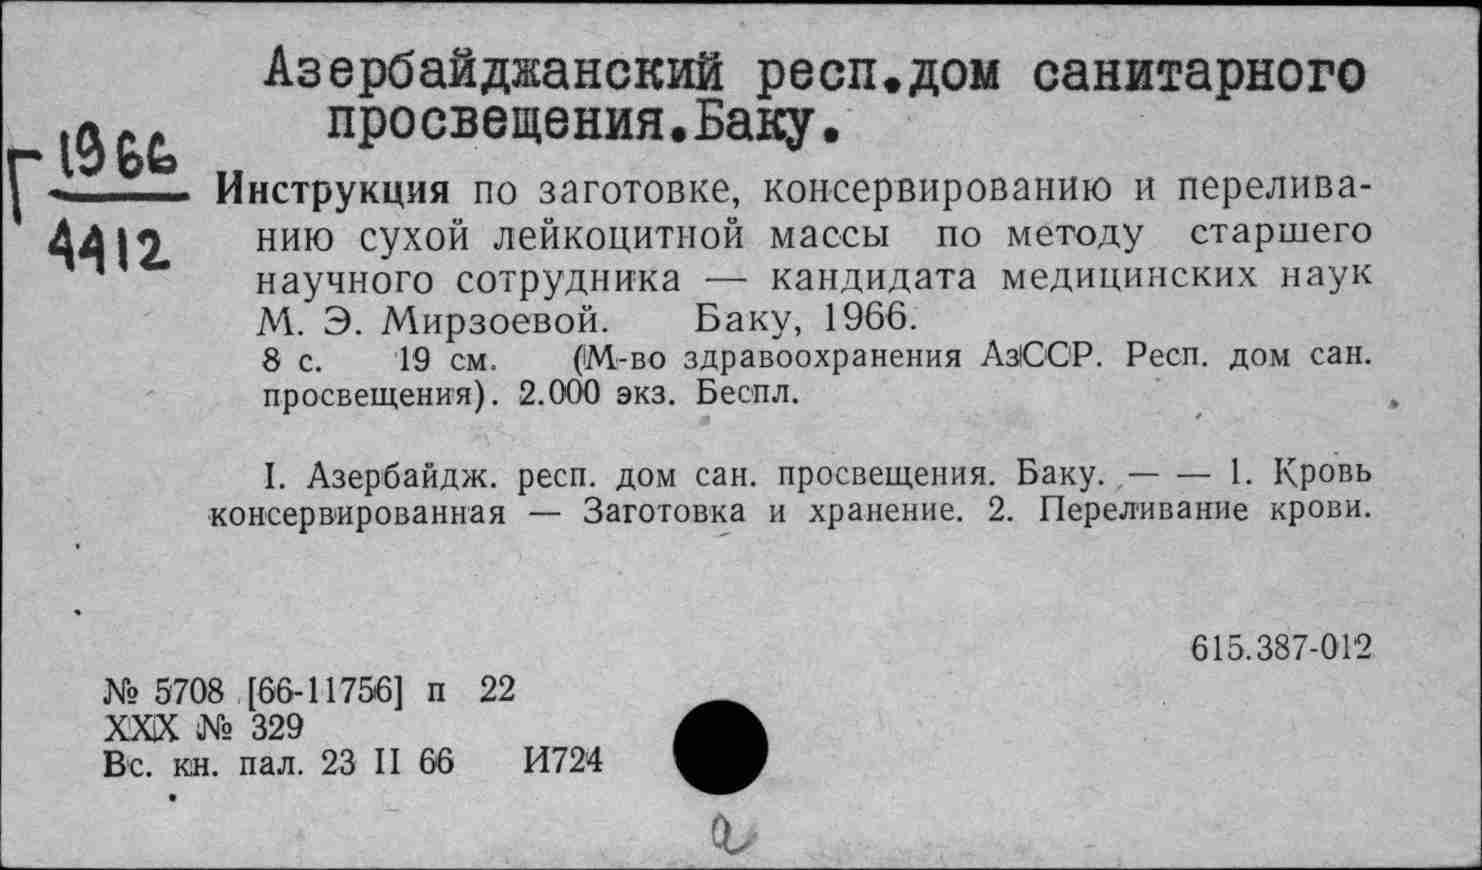 Азербайджанский респ.дом санитарного
просвещения.Баку.
Г 1966
4412
Инструкция по заготовке, консервированию и перелива-
нию сухой лейкоцитной массы по методу старшего
научного сотрудника — кандидата медицинских наук
М. Э. Мирзоевой. Баку, 1966.
8 с. 19 см. (М-во здравоохранения АзССР. Респ. дом сан.
просвещения). 2.000 экз. Беспл.
I. Азербайдж. респ. дом сан. просвещения. Баку. — — 1. Кровь
консервированная — Заготовка и хранение. 2. Переливание крови.
615.387-012
№ 5708 [66-11756] п 22
XXX № 329
Вс. кн. пал. 23 II 66 И724